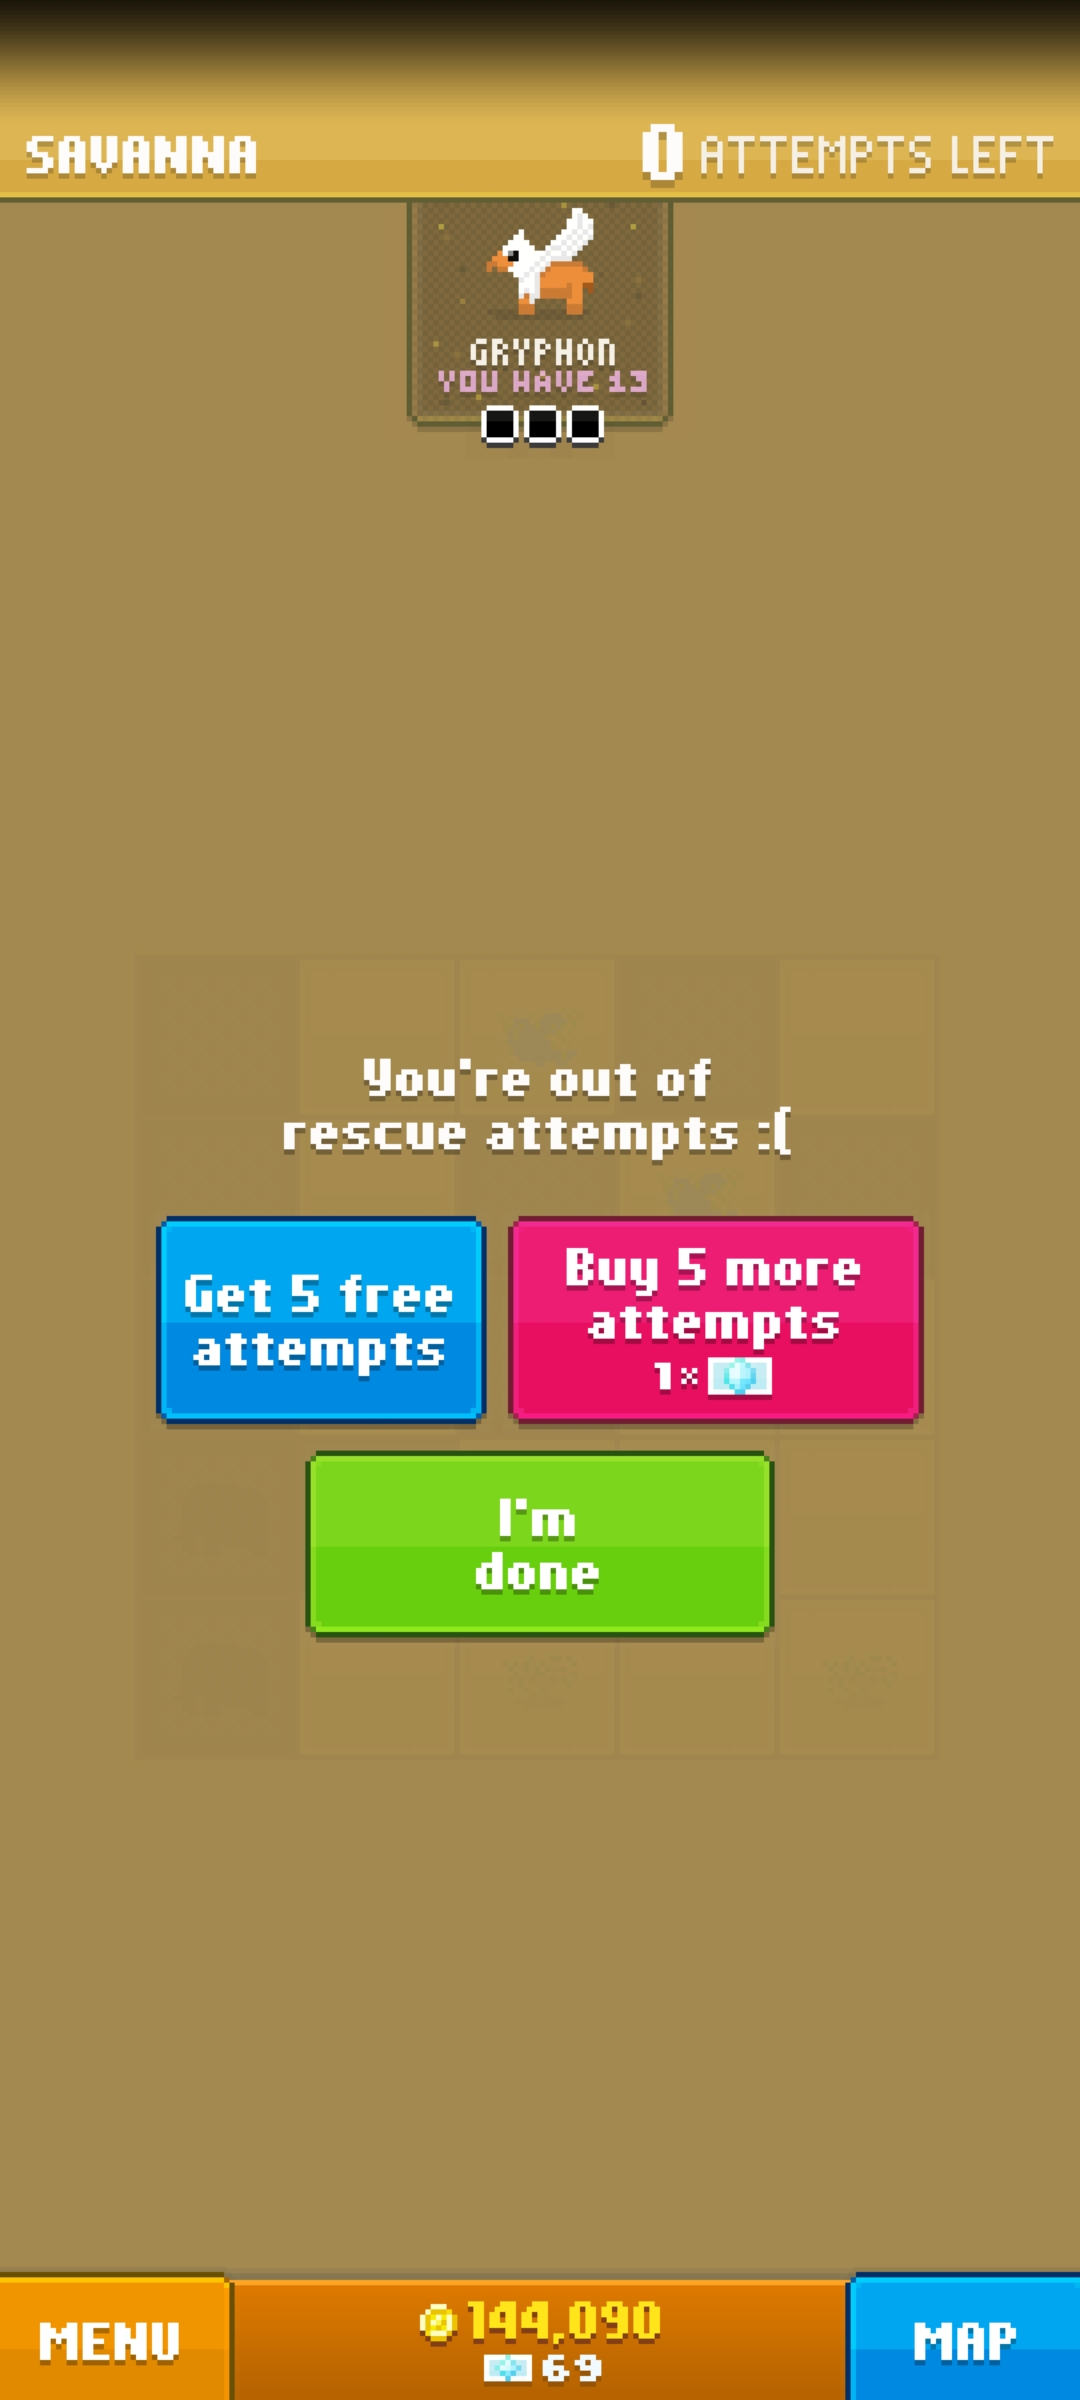 SAVANNA
0 ATTEMPTS LEFT
GRYPHON
YOU HAVE 13
You're out of
rescue attempts :(
Get 5 free
attempts
Buy 5 more
attempts
1×
I'm
done
MENU
144,090
69
MAP